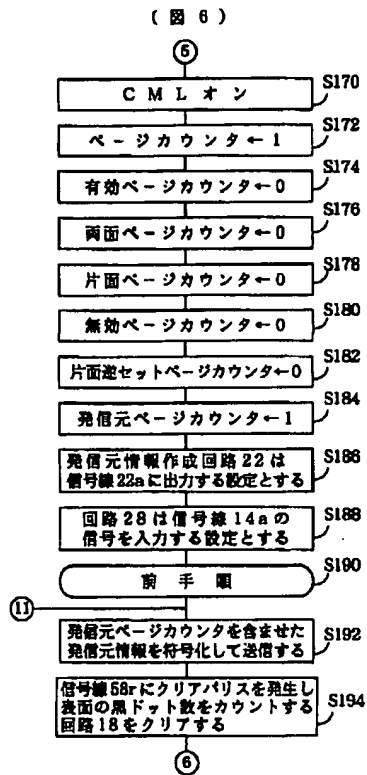 (図 6)
5
CMLオン
S170
ページカウンタ←1
S172
有効ページカウンタ←0
S174
両面ページカウンタ←0
S176
片面ページカウンタ←0
S178
無効ページカウンタ←0
S180
片面逆セットページカウンタ←0
S182
発信元ページカウンタ←1
S184
発信元情報作成回路22は
信号線22aに出力する設定とする
S186
回路28は信号線14aの
信号を入力する設定とする
S188
前手順
S190
11
発信元ページカウンタを含ませた
発信元情報を符号化して送信する
S192
信号線58rにクリアパリスを発生し
表面の黒ドット数をカウントする
回路18をクリアする
S194
6